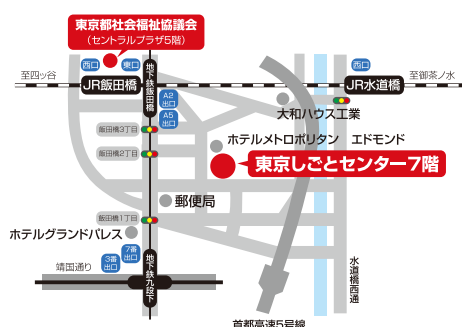 東京都社会福祉協議会
（セントラルプラザ5階）
西口
東口
西口
至四ッ谷
JR飯田橋
地下鉄飯田橋
JR水道橋
至御茶ノ水
A2
出口
A5
出口
大和ハウス工業
飯田橋3丁目
ホテルメトロポリタン エドモンド
飯田橋2丁目
東京しごとセンター7階
郵便局
飯田橋1丁目
ホテルグランドパレス
7番
出口
3番
出口
靖国通り
地下鉄九段下
水道橋西通
首都高速5号線